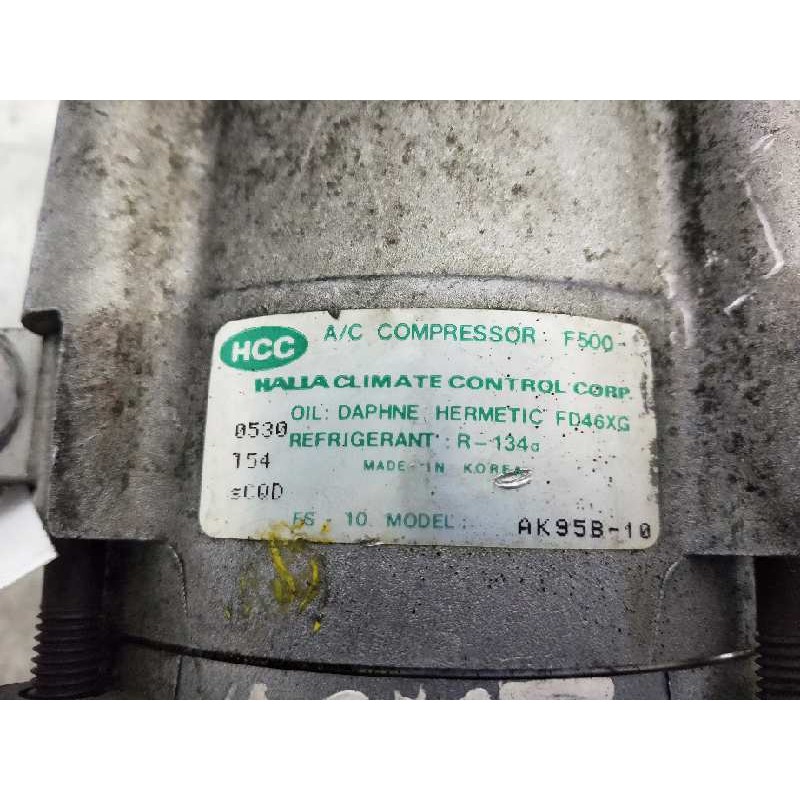 HCC A/C COMPRESSOR : F500-
HALLA CLIMATE CONTROL CORP.
OIL: DAPHNE HERMETIC FD46XG
0530
REFRIGERANT : R-134a
154
MADE IN KOREA
CQD
FS - 10 MODEL : AK95B-10